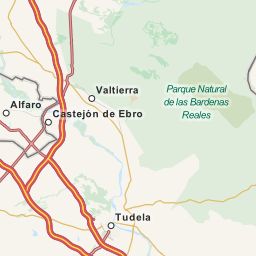 Parque Natural
de las Bardenas
Reales
Valtierra
Alfaro
Castejón de Ebro
Tudela